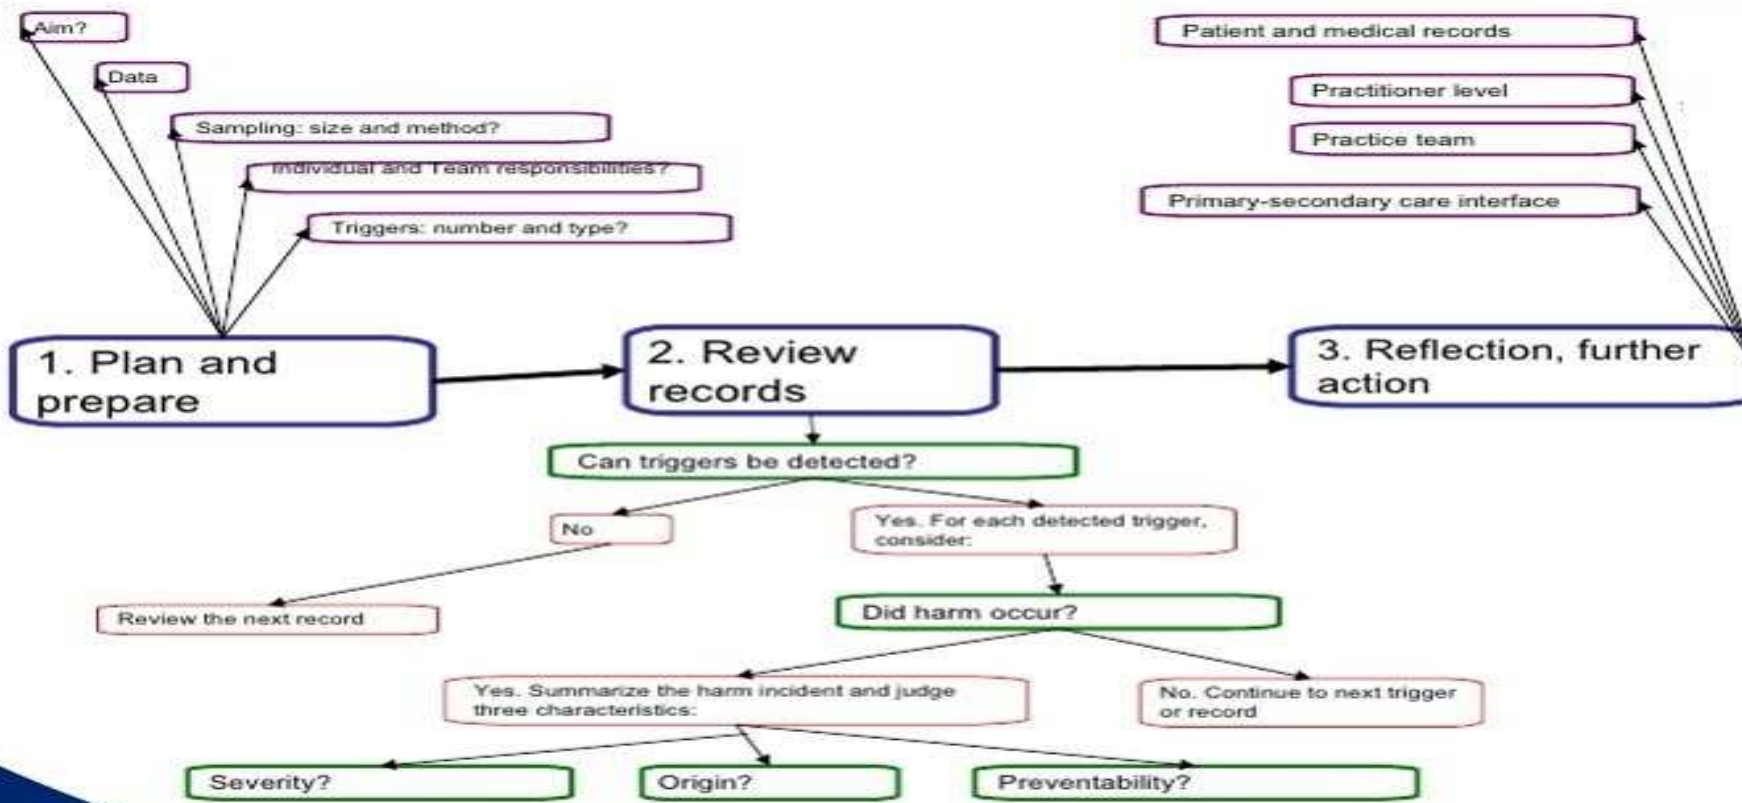 Aim?
Data
Sampling: size and method?
Individual and Team responsibilities?
Triggers: number and type?
Patient and medical records
Practitioner level
Practice team
Primary-secondary care interface
1. Plan and
prepare
2. Review
records
3. Reflection, further
action
Can triggers be detected?
No
Yes. For each detected trigger,
consider:
Review the next record
Did harm occur?
Yes. Summarize the harm incident and judge
three characteristics:
No. Continue to next trigger
or record
Severity?
Origin?
Preventability?